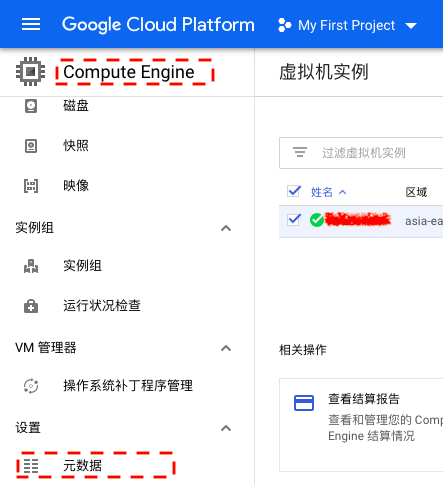 Google Cloud Platform
My First Project
Compute Engine
虚拟机实例
磁盘
快照
映像
实例组
实例组
运行状况检查
VM 管理器
操作系统补丁程序管理
设置
元数据
过滤虚拟机实例
姓名
区域
asia-ea
相关操作
查看结算报告
查看和管理您的 Comp
Engine 结算情况